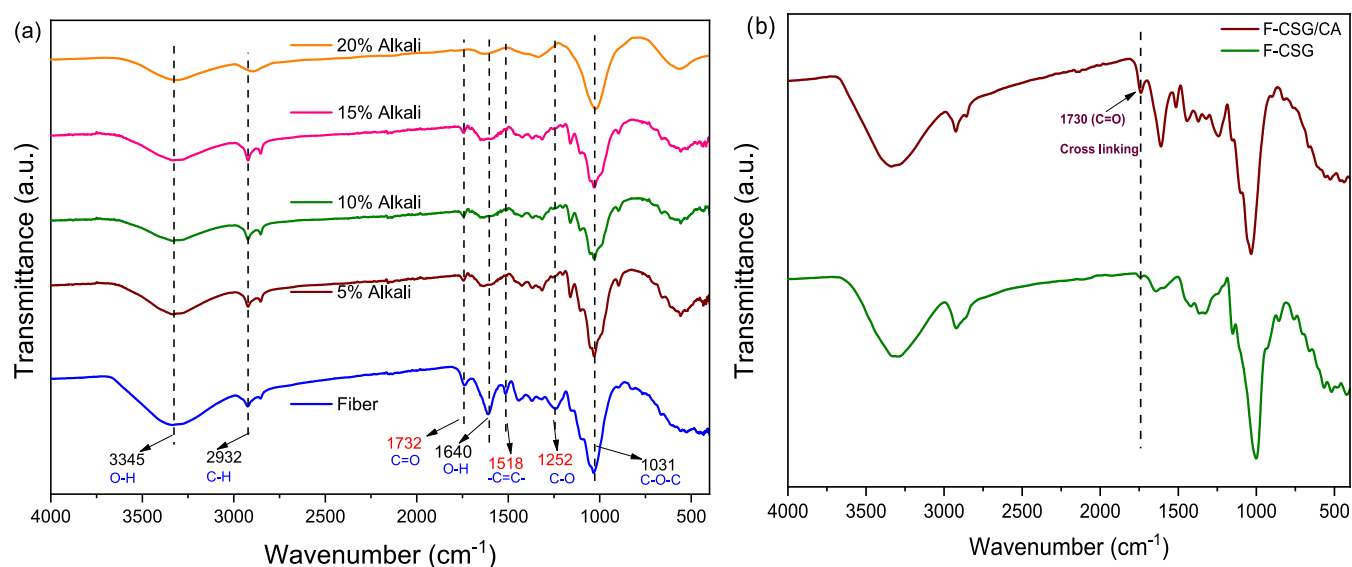 (a)
20% Alkali
15% Alkali
10% Alkali
5% Alkali
Fiber
3345
O-H
2932
C-H
1732
C=O
1640
O-H
1518
-C=C-
1252
C-O
1031
C-O-C
Transmittance (a.u.)
4000 3500 3000 2500 2000 1500 1000 500
Wavenumber (cm⁻¹)
(b)
F-CSG/CA
F-CSG
1730 (C=O)
Cross linking
Transmittance (a.u.)
4000 3500 3000 2500 2000 1500 1000 500
Wavenumber (cm⁻¹)